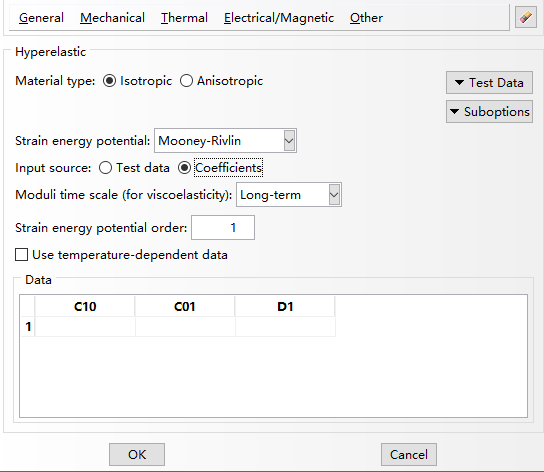 General Mechanical Thermal Electrical/Magnetic Other
Hyperelastic
Material type: Isotropic Anisotropic
Test Data
Suboptions
Strain energy potential: Mooney-Rivlin
Input source: Test data Coefficients
Moduli time scale (for viscoelasticity): Long-term
Strain energy potential order: 1
Use temperature-dependent data
Data
C10 C01 D1
1
OK Cancel